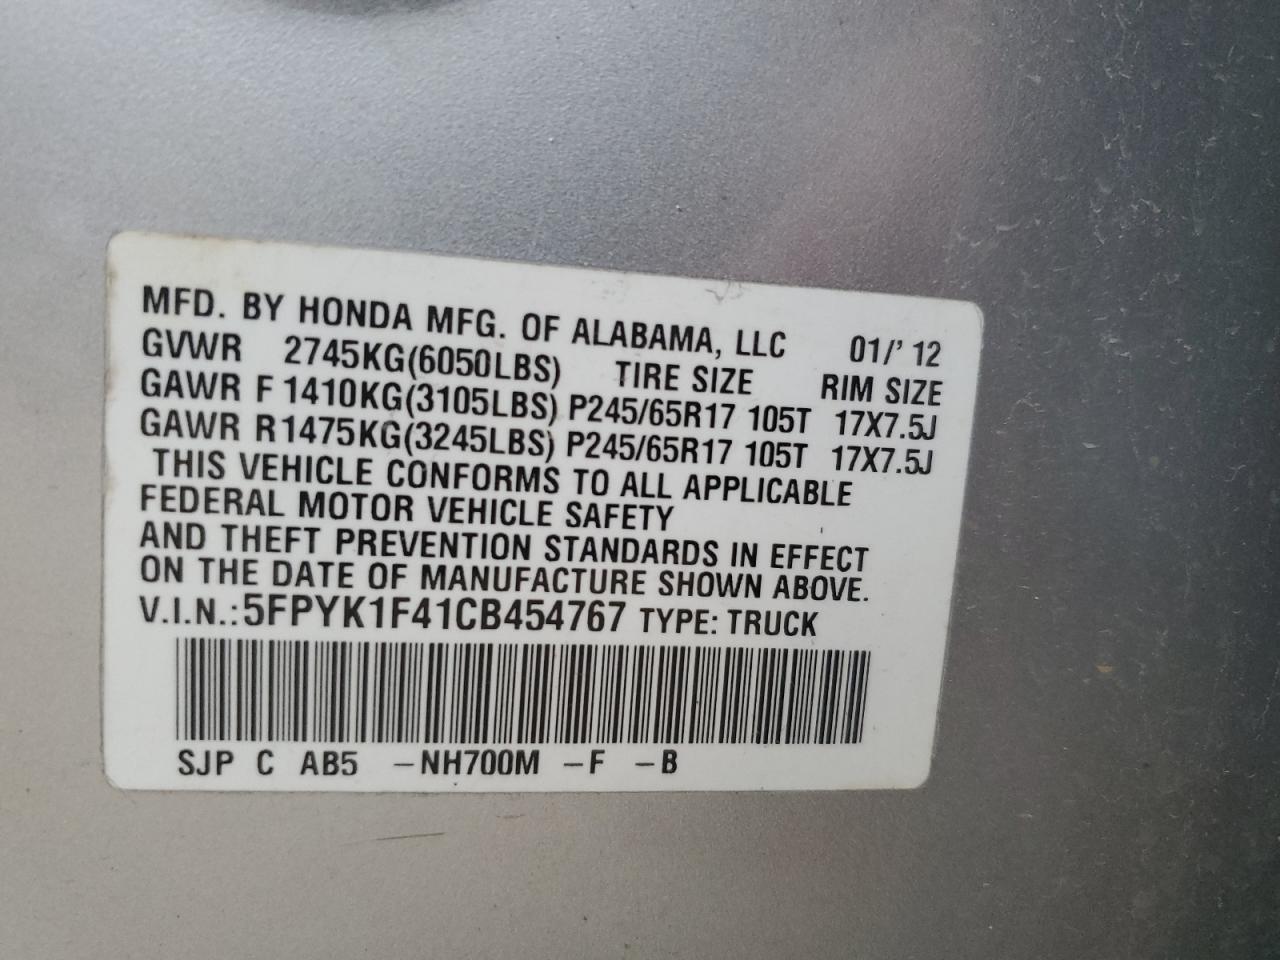 MFD. BY HONDA MFG. OF ALABAMA, LLC 01/' 12
GVWR 2745KG(6050LBS) TIRE SIZE RIM SIZE
GAWR F 1410KG(3105LBS) P245/65R17 105T 17X7.5J
GAWR R 1475KG(3245LBS) P245/65R17 105T 17X7.5J
THIS VEHICLE CONFORMS TO ALL APPLICABLE
FEDERAL MOTOR VEHICLE SAFETY
AND THEFT PREVENTION STANDARDS IN EFFECT
ON THE DATE OF MANUFACTURE SHOWN ABOVE.
V.I.N.: 5FPYK1F41CB454767 TYPE: TRUCK
SJP C AB5 -NH700M -F -B